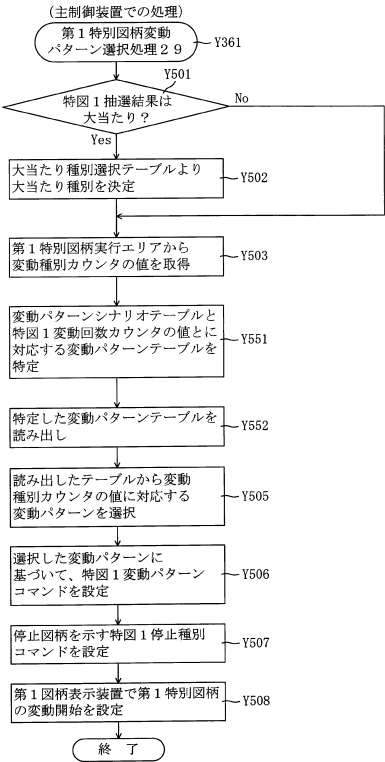 (主制御装置での処理)
第１特別図柄変動
パターン選択処理２９
Y361
Y501
特図１抽選結果は
大当たり？
No
Yes
大当たり種別選択テーブルより
大当たり種別を決定
Y502
第１特別図柄実行エリアから
変動種別カウンタの値を取得
Y503
変動パターンシナリオテーブルと
特図１変動回数カウンタの値とに
対応する変動パターンテーブルを
特定
Y551
特定した変動パターンテーブルを
読み出し
Y552
読み出したテーブルから変動
種別カウンタの値に対応する
変動パターンを選択
Y505
選択した変動パターンに
基づいて、特図１変動パターン
コマンドを設定
Y506
停止図柄を示す特図１停止種別
コマンドを設定
Y507
第１図柄表示装置で第１特別図柄
の変動開始を設定
Y508
終 了